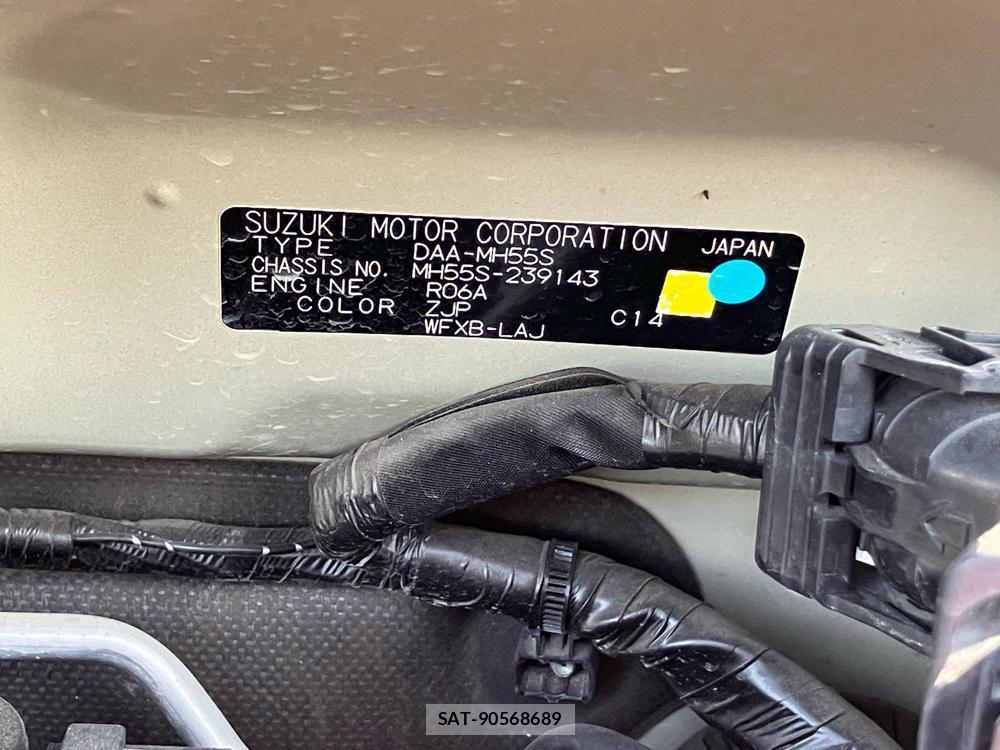 SUZUKI MOTOR CORPORATION JAPAN
TYPE DAA-MH55S
CHASSIS NO. MH55S-239143
ENGINE R06A
COLOR ZJP C14
WFXB-LAJ
SAT-90568689